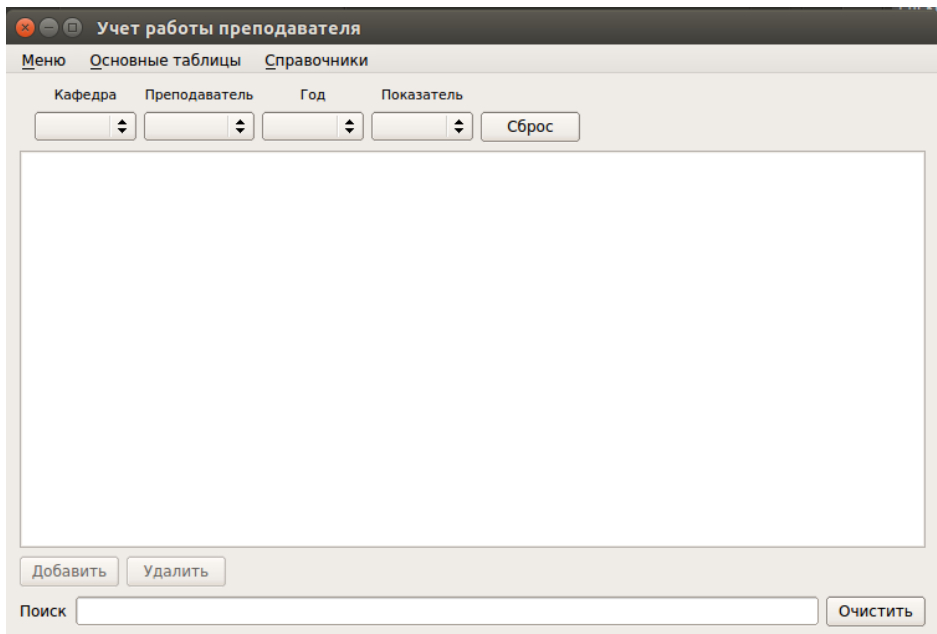 Учет работы преподавателя
Меню Основные таблицы Справочники
Кафедра Преподаватель Год Показатель
Сброс
Добавить Удалить
Поиск Очистить